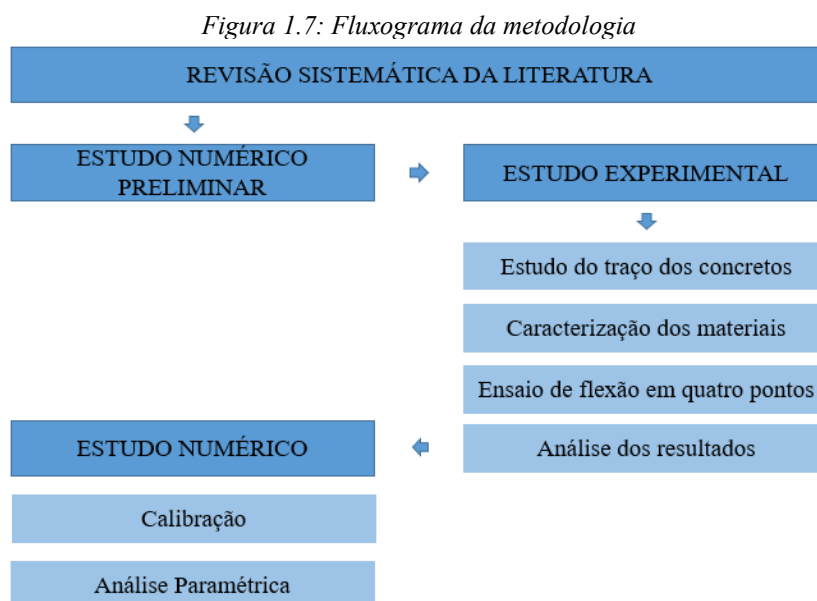 Figura 1.7: Fluxograma da metodologia
REVISÃO SISTEMÁTICA DA LITERATURA
ESTUDO NUMÉRICO
PRELIMINAR
ESTUDO EXPERIMENTAL
Estudo do traço dos concretos
Caracterização dos materiais
Ensaio de flexão em quatro pontos
Análise dos resultados
ESTUDO NUMÉRICO
Calibração
Análise Paramétrica